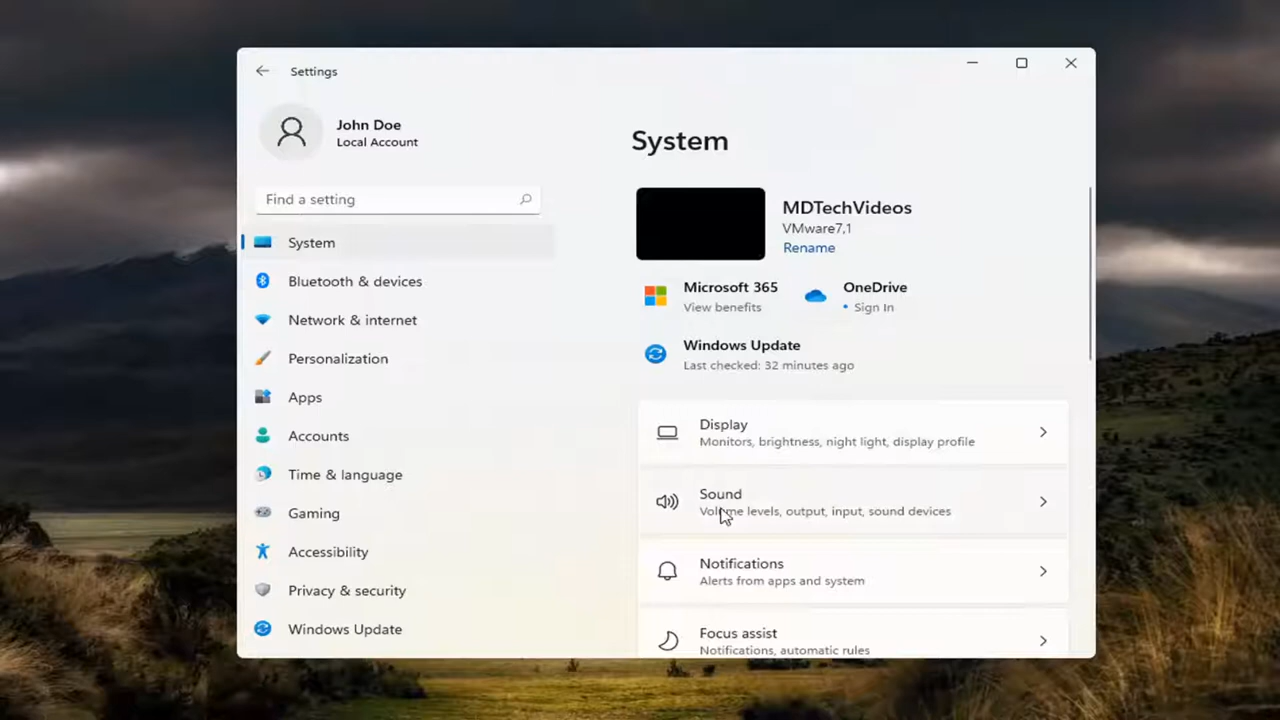 Settings
John Doe
Local Account
Find a setting
System
Bluetooth & devices
Network & internet
Personalization
Apps
Accounts
Time & language
Gaming
Accessibility
Privacy & security
Windows Update
System
MDTechVideos
VMware7,1
Rename
Microsoft 365
View benefits
OneDrive
• Sign In
Windows Update
Last checked: 32 minutes ago
Display
Monitors, brightness, night light, display profile
Sound
Volume levels, output, input, sound devices
Notifications
Alerts from apps and system
Focus assist
Notifications, automatic rules